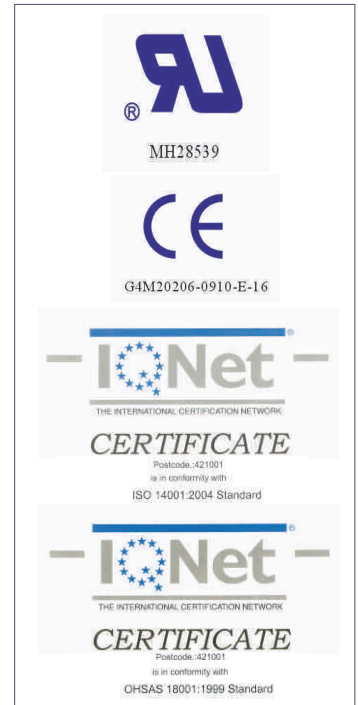 RU
®
MH28539
CE
G4M20206-0910-E-16
IQNet
®
THE INTERNATIONAL CERTIFICATION NETWORK
CERTIFICATE
Postcode.:421001
is in conformity with
ISO 14001:2004 Standard
IQNet
®
THE INTERNATIONAL CERTIFICATION NETWORK
CERTIFICATE
Postcode.:421001
is in conformity with
OHSAS 18001:1999 Standard